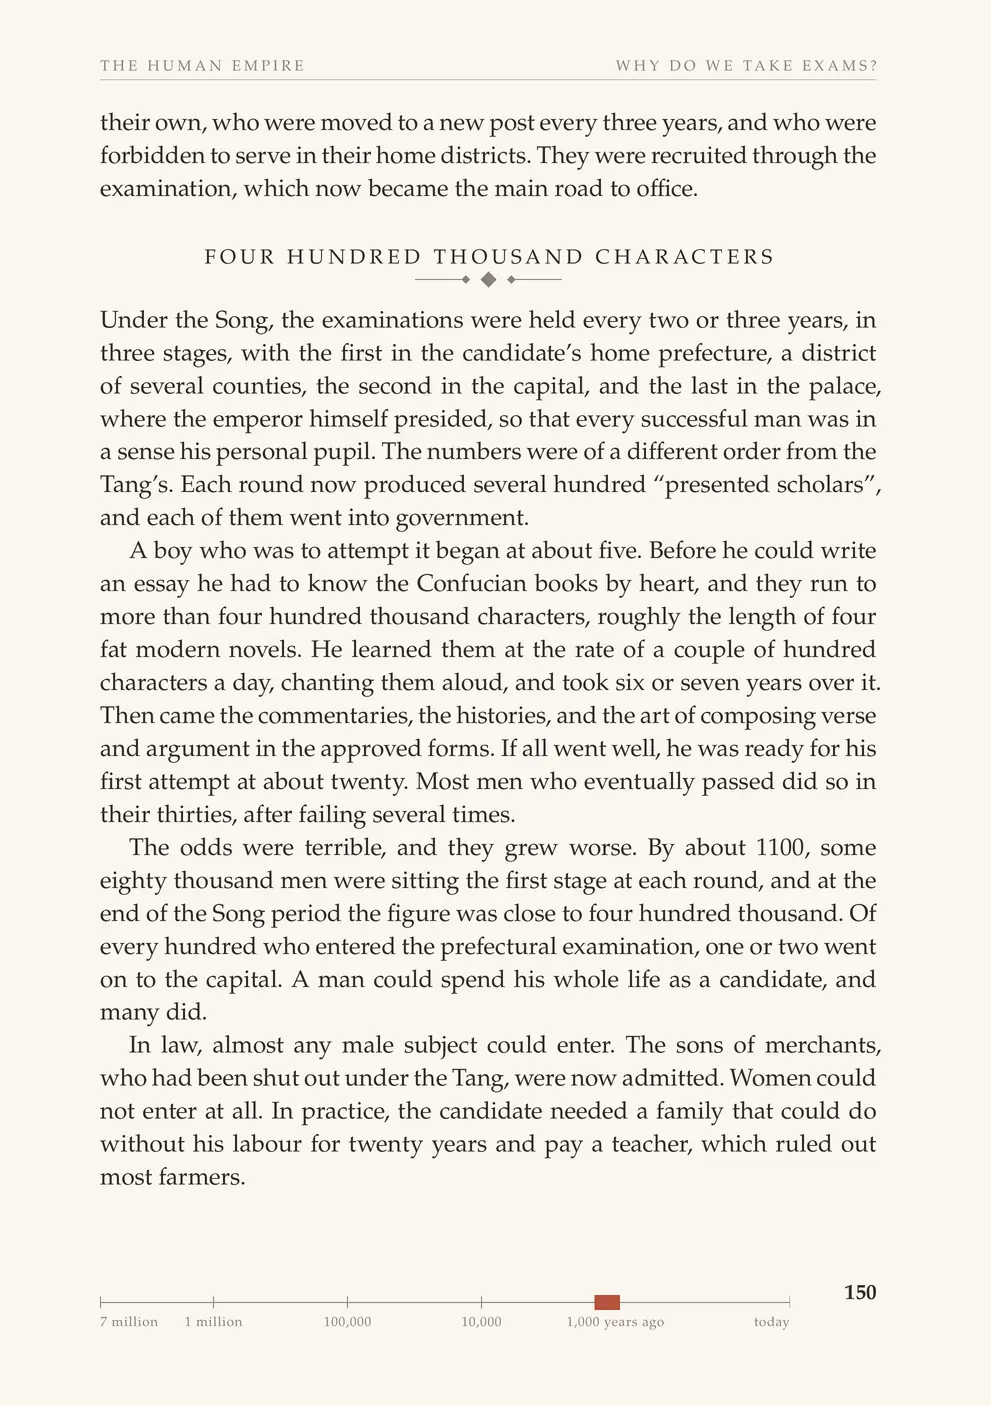 THE HUMAN EMPIRE
WHY DO WE TAKE EXAMS?
their own, who were moved to a new post every three years, and who were
forbidden to serve in their home districts. They were recruited through the
examination, which now became the main road to office.
FOUR HUNDRED THOUSAND CHARACTERS
Under the Song, the examinations were held every two or three years, in
three stages, with the first in the candidate’s home prefecture, a district
of several counties, the second in the capital, and the last in the palace,
where the emperor himself presided, so that every successful man was in
a sense his personal pupil. The numbers were of a different order from the
Tang’s. Each round now produced several hundred “presented scholars”,
and each of them went into government.
A boy who was to attempt it began at about five. Before he could write
an essay he had to know the Confucian books by heart, and they run to
more than four hundred thousand characters, roughly the length of four
fat modern novels. He learned them at the rate of a couple of hundred
characters a day, chanting them aloud, and took six or seven years over it.
Then came the commentaries, the histories, and the art of composing verse
and argument in the approved forms. If all went well, he was ready for his
first attempt at about twenty. Most men who eventually passed did so in
their thirties, after failing several times.
The odds were terrible, and they grew worse. By about 1100, some
eighty thousand men were sitting the first stage at each round, and at the
end of the Song period the figure was close to four hundred thousand. Of
every hundred who entered the prefectural examination, one or two went
on to the capital. A man could spend his whole life as a candidate, and
many did.
In law, almost any male subject could enter. The sons of merchants,
who had been shut out under the Tang, were now admitted. Women could
not enter at all. In practice, the candidate needed a family that could do
without his labour for twenty years and pay a teacher, which ruled out
most farmers.
150
7 million 1 million 100,000 10,000 1,000 years ago today